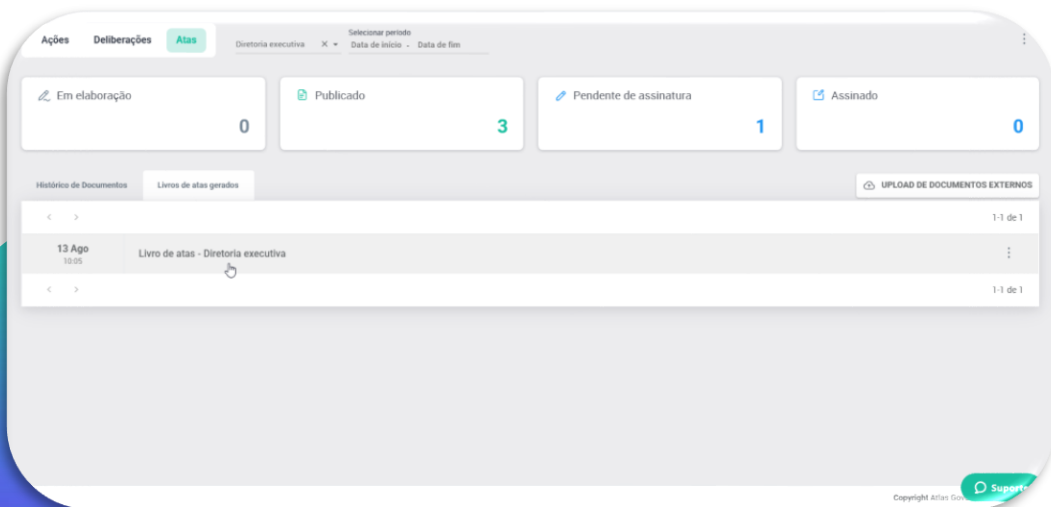 Ações Deliberações Atas Diretoria executiva Selecionar período
Data de início - Data de fim
Em elaboração
0
Publicado
3
Pendente de assinatura
1
Assinado
0
Histórico de Documentos Livros de atas gerados UPLOAD DE DOCUMENTOS EXTERNOS
1-1 de 1
13 Ago
10:05
Livro de atas - Diretoria executiva
1-1 de 1
Suporte
Copyright Atlas